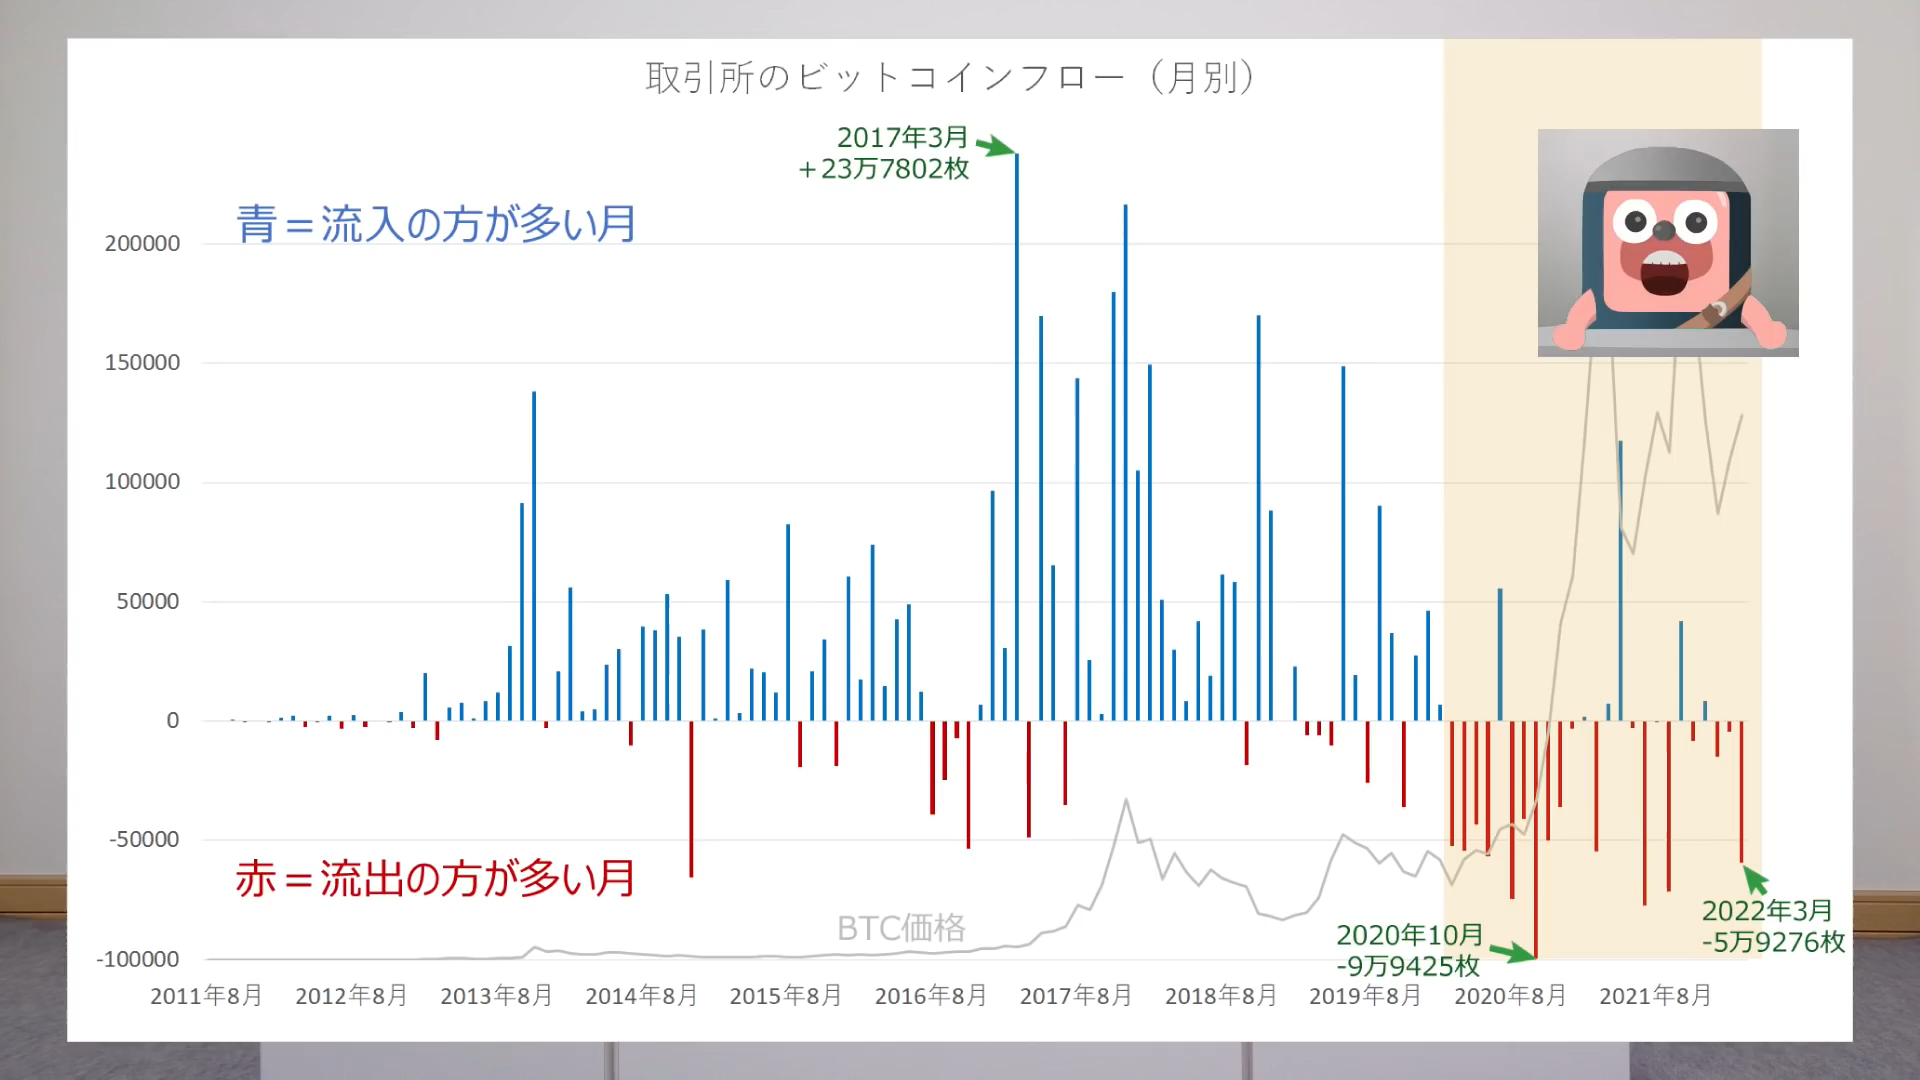 取引所のビットコインフロー（月別）
2017年3月
＋23万7802枚
青＝流入の方が多い月
200000
150000
100000
50000
0
-50000
-100000
赤＝流出の方が多い月
BTC価格
2020年10月
-9万9425枚
2022年3月
-5万9276枚
2011年8月 2012年8月 2013年8月 2014年8月 2015年8月 2016年8月 2017年8月 2018年8月 2019年8月 2020年8月 2021年8月